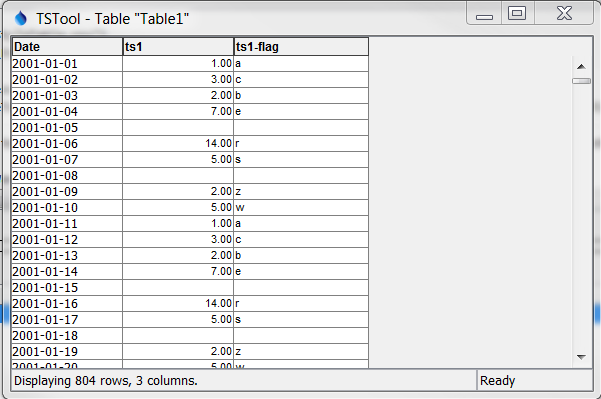 TSTool - Table "Table1"
Date ts1 ts1-flag
2001-01-01 1.00 a
2001-01-02 3.00 c
2001-01-03 2.00 b
2001-01-04 7.00 e
2001-01-05
2001-01-06 14.00 r
2001-01-07 5.00 s
2001-01-08
2001-01-09 2.00 z
2001-01-10 5.00 w
2001-01-11 1.00 a
2001-01-12 3.00 c
2001-01-13 2.00 b
2001-01-14 7.00 e
2001-01-15
2001-01-16 14.00 r
2001-01-17 5.00 s
2001-01-18
2001-01-19 2.00 z
2001-01-20 5.00 w
Displaying 804 rows, 3 columns. Ready